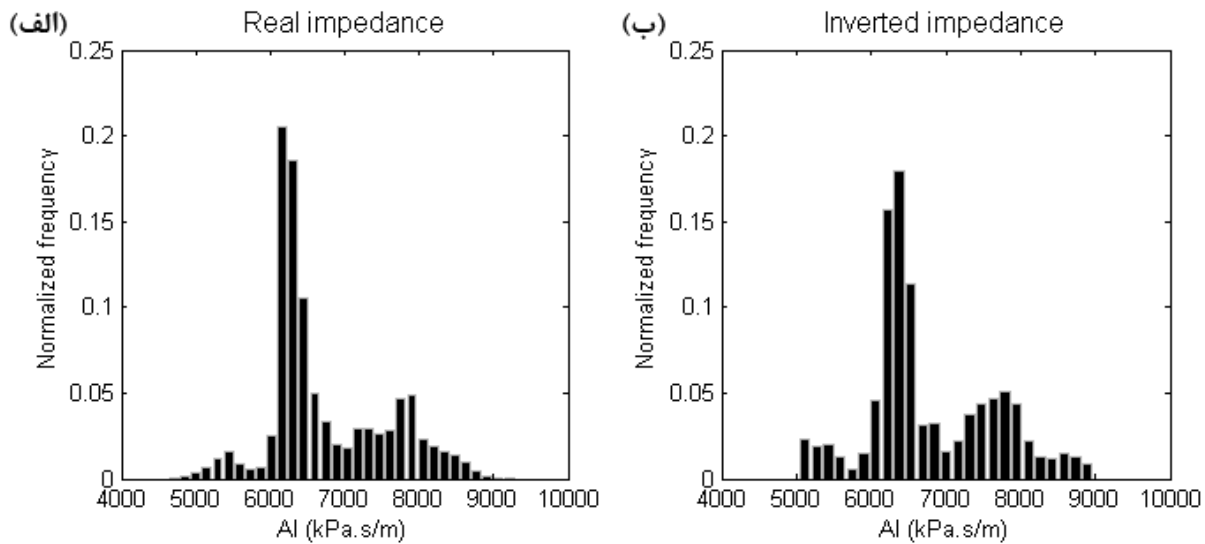 (الف)
Real impedance
0.25
0.2
0.15
0.1
0.05
0
Normalized frequency
4000 5000 6000 7000 8000 9000 10000
AI (kPa.s/m)
(ب)
Inverted impedance
0.25
0.2
0.15
0.1
0.05
0
Normalized frequency
4000 5000 6000 7000 8000 9000 10000
AI (kPa.s/m)